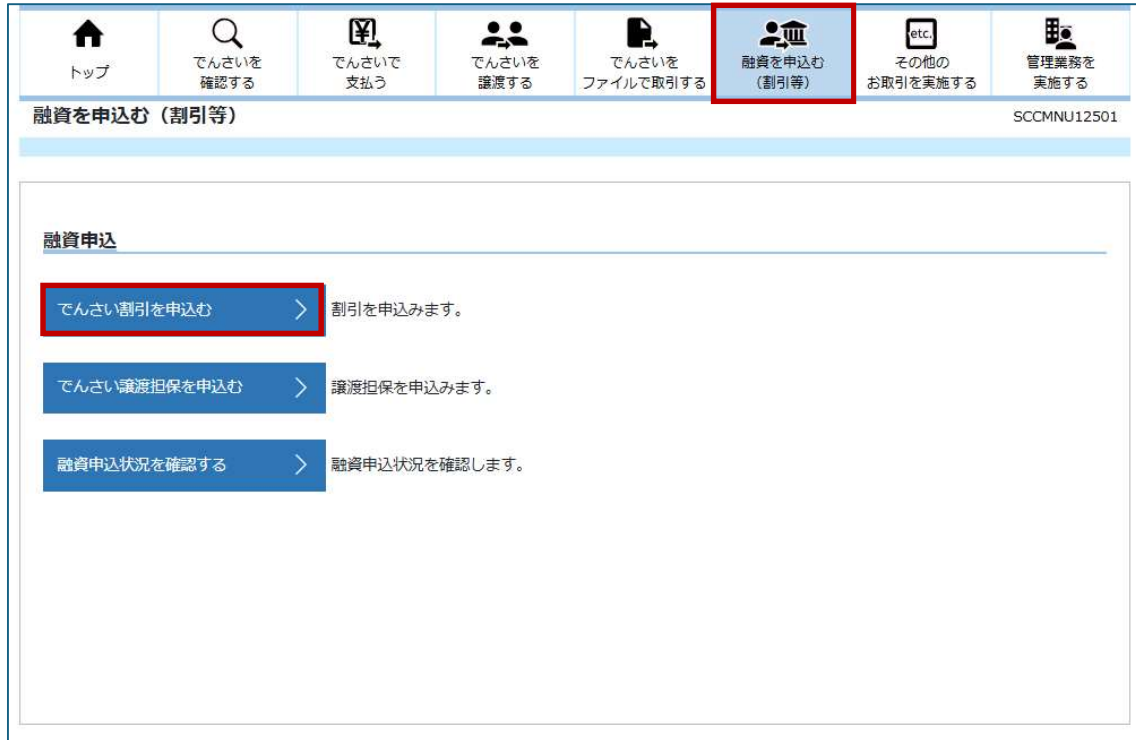 トップ
でんさいを
確認する
でんさいで
支払う
でんさいを
譲渡する
でんさいを
ファイルで取引する
融資を申込む
(割引等)
etc.
その他の
お取引を実施する
管理業務を
実施する
融資を申込む(割引等)
SCCMNU12501
融資申込
でんさい割引を申込む
割引を申込みます。
でんさい譲渡担保を申込む
譲渡担保を申込みます。
融資申込状況を確認する
融資申込状況を確認します。